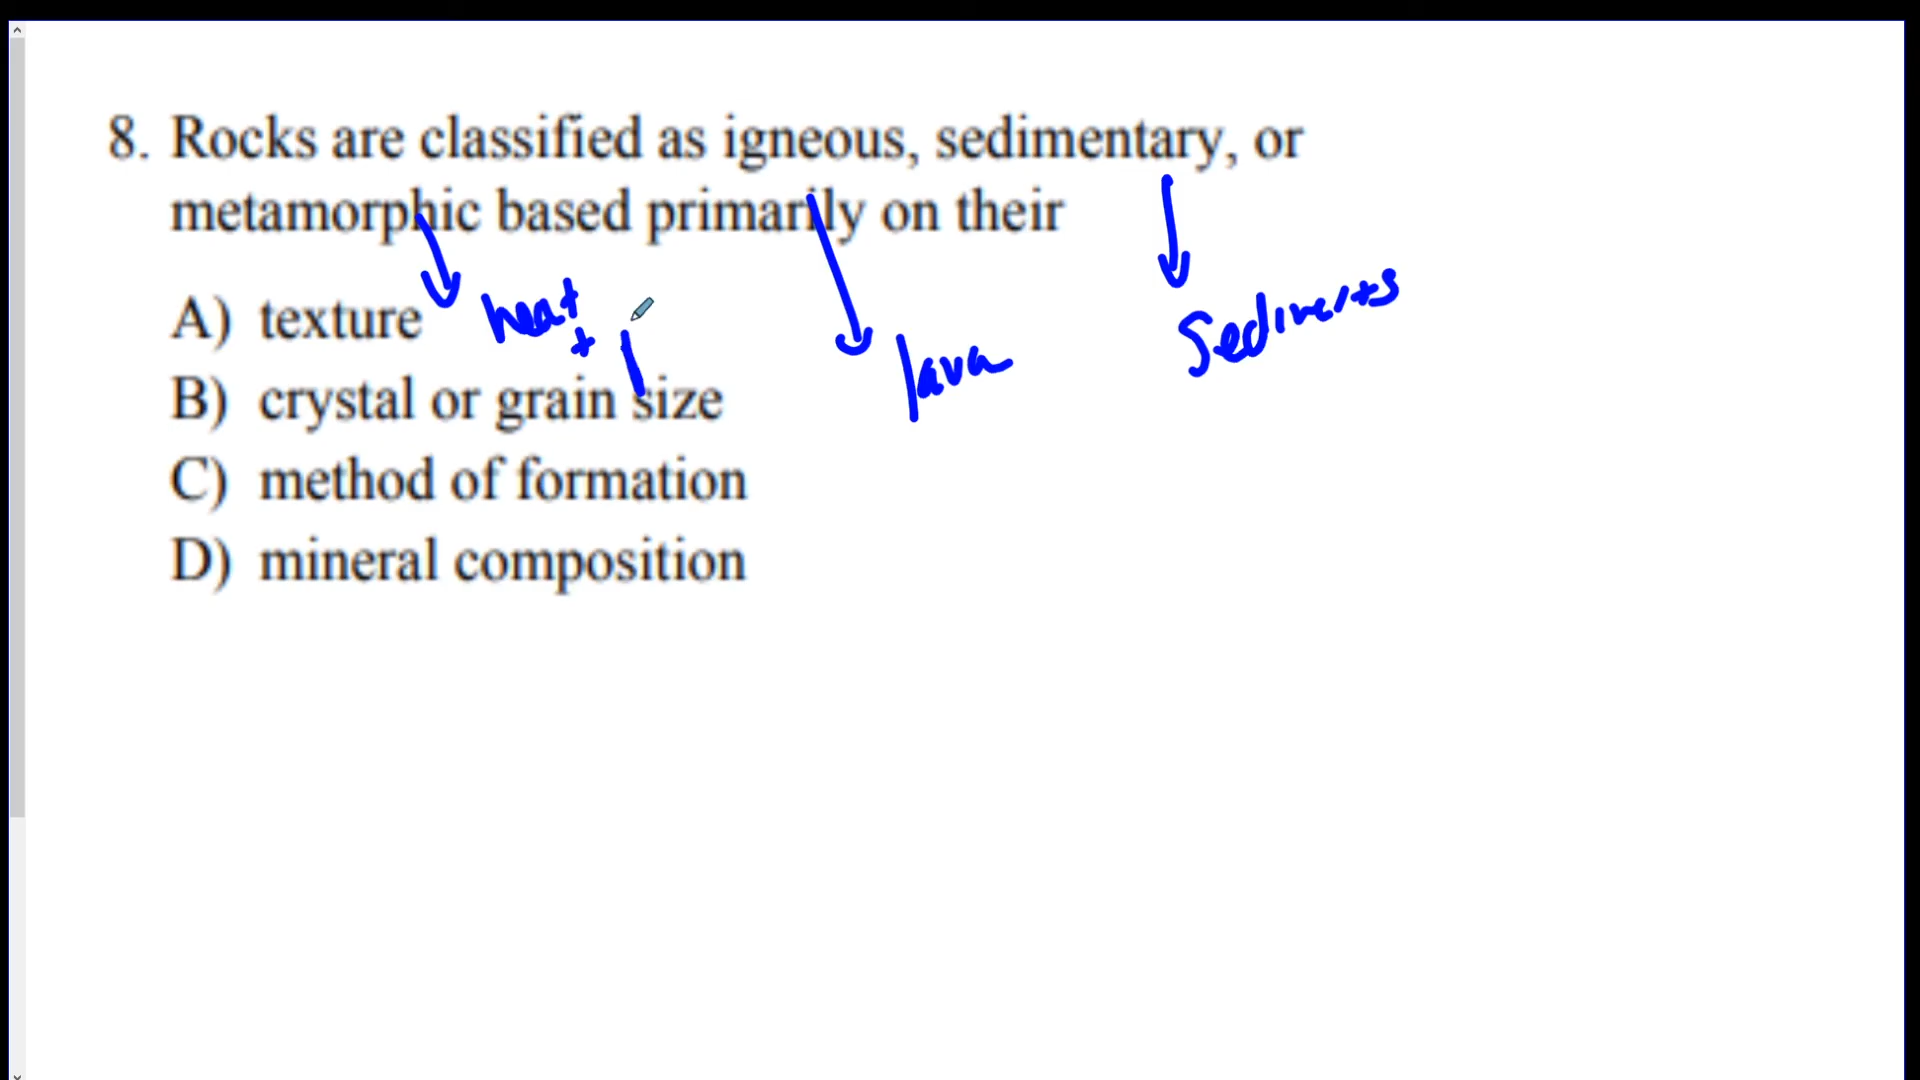 8. Rocks are classified as igneous, sedimentary, or
metamorphic based primarily on their
A) texture
heat
+
lava
Sediments
B) crystal or grain size
C) method of formation
D) mineral composition